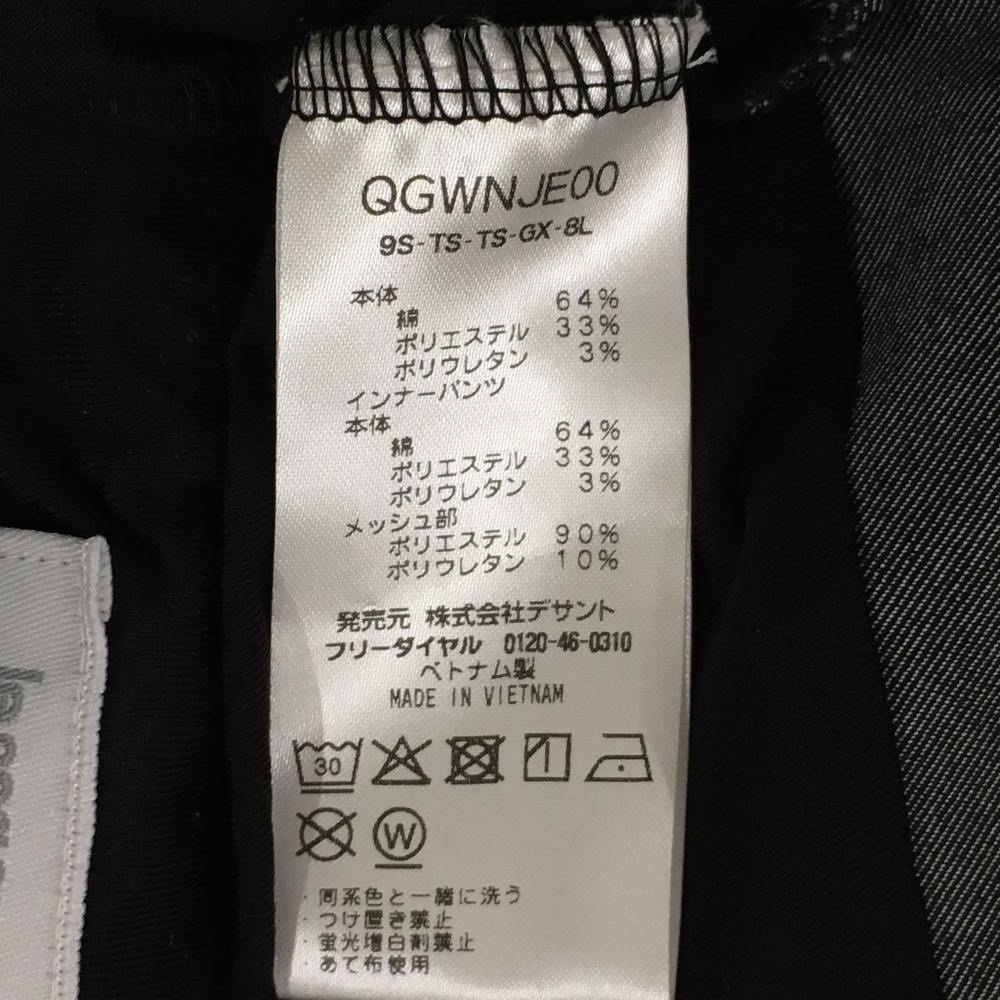 QGWNJE00
9S-TS-TS-GX-8L
本体
綿 64%
ポリエステル 33%
ポリウレタン 3%
インナーパンツ
本体
綿 64%
ポリエステル 33%
ポリウレタン 3%
メッシュ部
ポリエステル 90%
ポリウレタン 10%
発売元 株式会社デサント
フリーダイヤル 0120-46-0310
ベトナム製
MADE IN VIETNAM
30
W
・同系色と一緒に洗う
・つけ置き禁止
・蛍光増白剤禁止
・あて布使用